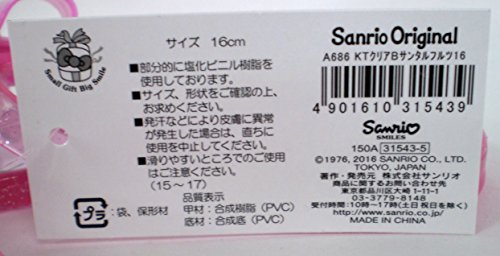 Small Gift Big Smile
サイズ 16cm
■部分的に塩化ビニル樹脂を
使用しております。
■サイズ、形状をご確認の上、
お求めください。
■発汗などにより皮膚に異常
が発生した場合は、直ちに
使用を中止してください。
■滑りやすいところでのご使用
はご注意ください。
(15～17)
品質表示
プラ :袋、保形材 甲材:合成樹脂(PVC)
底材:合成底(PVC)
Sanrio Original
A686 KTクリアBサンダルフルーツ16
4 901610 315439
Sanrio
SMILES
150A 31543-5
©1976, 2016 SANRIO CO., LTD.
TOKYO, JAPAN
著作・発売元 株式会社サンリオ
商品に関するお問い合わせ
東京都品川区大崎 1-11-1
03-3779-8148
受付時間:10時～17時(土日 祝日 当社休日除く)
http://www.sanrio.co.jp/
MADE IN CHINA